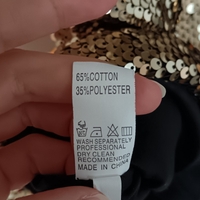 65%COTTON
35%POLYESTER
WASH SEPARATELY
PROFESSIONAL
DRY CLEAN
RECOMMENDED
MADE IN CHINA